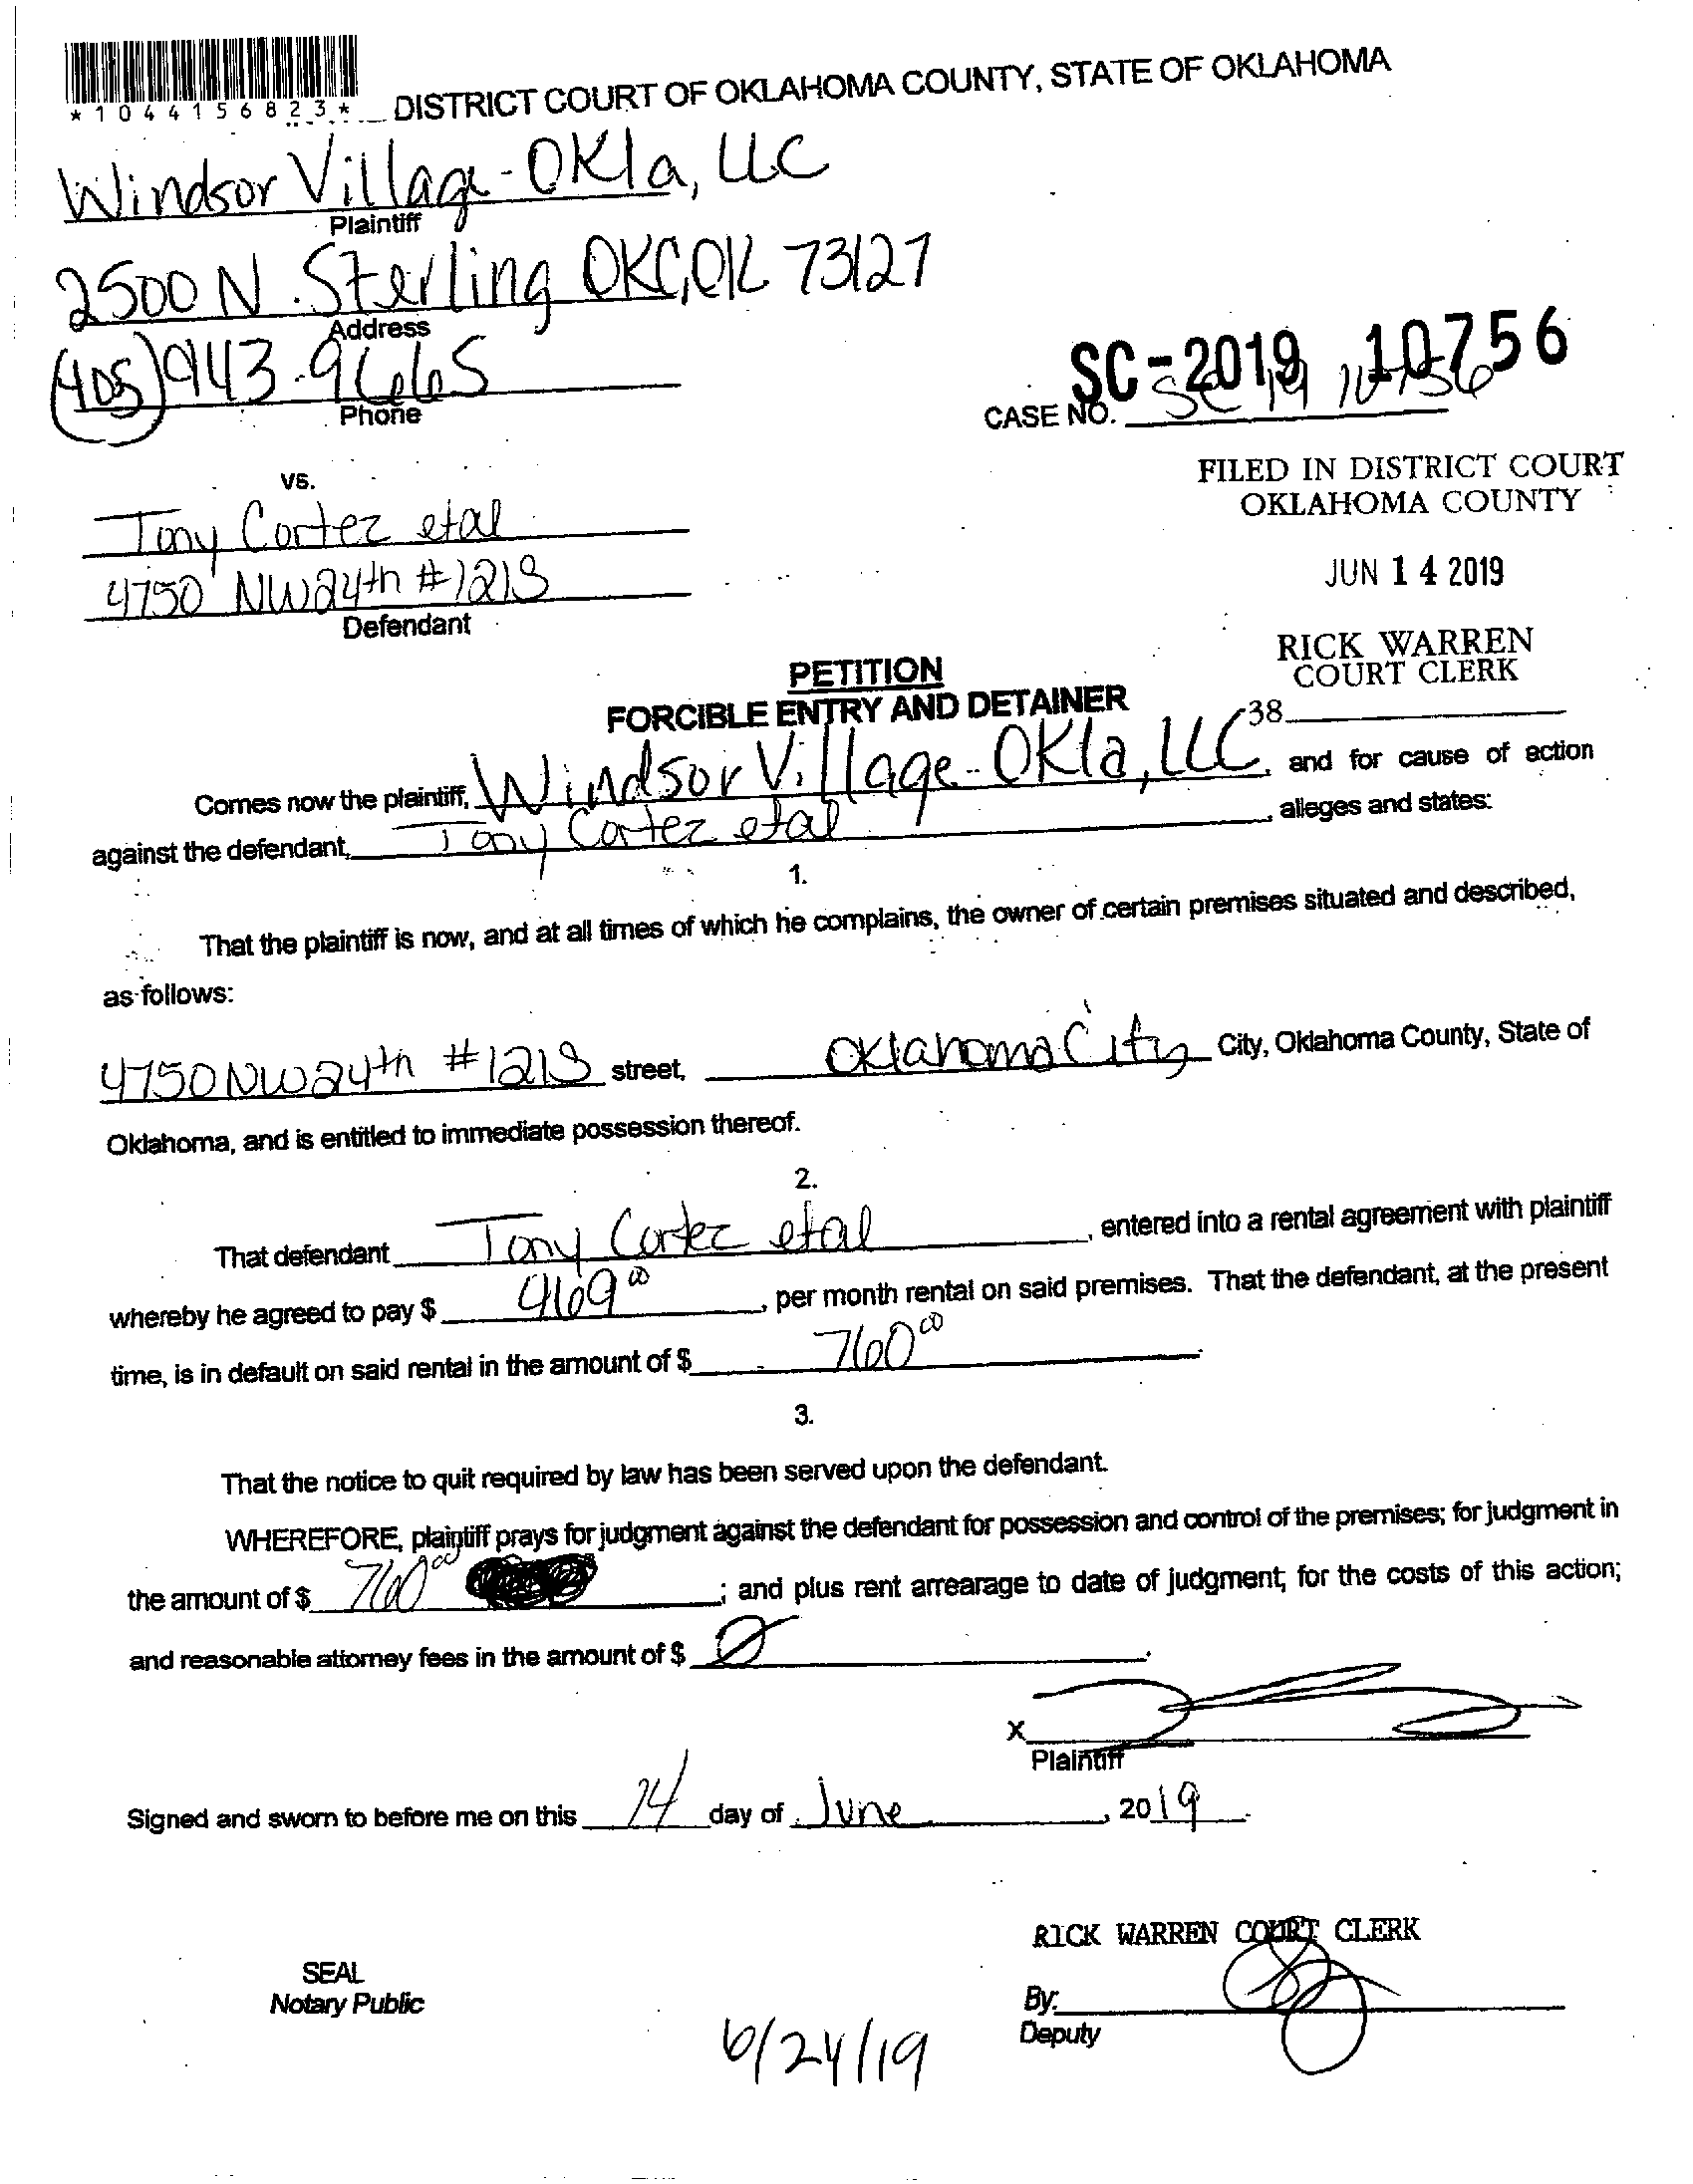 *1044156823*
DISTRICT COURT OF OKLAHOMA COUNTY, STATE OF OKLAHOMA
Windsor Village-Okla, LLC
Plaintiff
2500 N. Sterling OKC, OK 73127
Address
(405) 943-9665
Phone
SC-2019 10756
CASE NO. SC 19 10756
FILED IN DISTRICT COURT
OKLAHOMA COUNTY
JUN 14 2019
RICK WARREN
COURT CLERK
38
vs.
Tony Cortez etal
4750 NW 24th #121S
Defendant
PETITION
FORCIBLE ENTRY AND DETAINER
Comes now the plaintiff, Windsor Village-Okla, LLC, and for cause of action
against the defendant, Tony Cortez etal, alleges and states:
1.
That the plaintiff is now, and at all times of which he complains, the owner of certain premises situated and described,
as follows:
4750 NW 24th #121S street, Oklahoma City City, Oklahoma County, State of
Oklahoma, and is entitled to immediate possession thereof.
2.
That defendant Tony Cortez etal, entered into a rental agreement with plaintiff
whereby he agreed to pay $ 969.00, per month rental on said premises. That the defendant, at the present
time, is in default on said rental in the amount of $ 760.00.
3.
That the notice to quit required by law has been served upon the defendant.
WHEREFORE, plaintiff prays for judgment against the defendant for possession and control of the premises; for judgment in
the amount of $ 760.00; and plus rent arrearage to date of judgment; for the costs of this action;
and reasonable attorney fees in the amount of $ 0.
X
Plaintiff
Signed and sworn to before me on this 14 day of June, 2019.
RICK WARREN COURT CLERK
SEAL
Notary Public
By:
Deputy
6/24/19